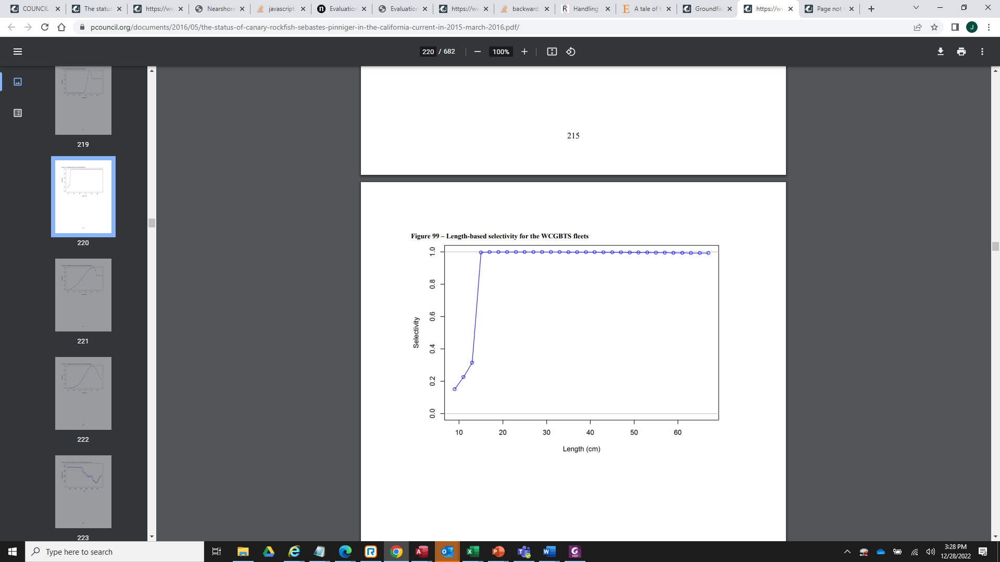 COUNCIL
The status
https://ww
Nearshore
javascript
Evaluation
Evaluation
https://ww
backward
Handling
A tale of t
Groundfis
https://ww
Page not
pcouncil.org/documents/2016/05/the-status-of-canary-rockfish-sebastes-pinniger-in-the-california-current-in-2015-march-2016.pdf/
J
220 / 682
100%
219
220
221
222
223
215
Figure 99 – Length-based selectivity for the WCGBTS fleets
Selectivity
1.0
0.8
0.6
0.4
0.2
0.0
10 20 30 40 50 60
Length (cm)
Type here to search
3:28 PM
12/28/2022